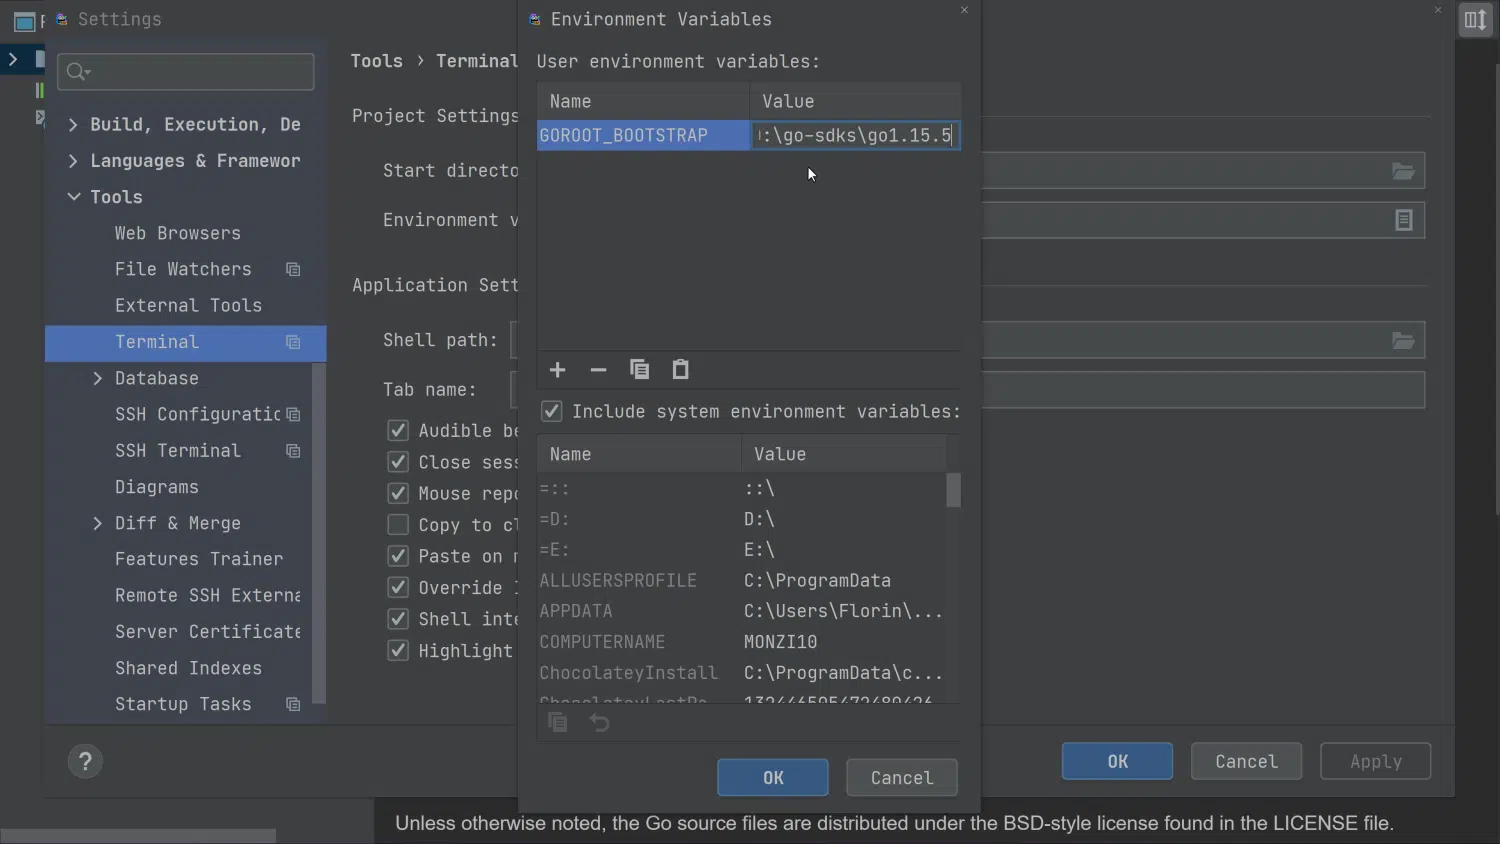 Settings
Build, Execution, De
Languages & Framewor
Tools
Web Browsers
File Watchers
External Tools
Terminal
Database
SSH Configuratio
SSH Terminal
Diagrams
Diff & Merge
Features Trainer
Remote SSH Externa
Server Certificate
Shared Indexes
Startup Tasks
?
Tools › Terminal
Project Settings
Start directo
Environment v
Application Sett
Shell path:
Tab name:
Audible be
Close sess
Mouse repo
Copy to cl
Paste on m
Override I
Shell inte
Highlight
Environment Variables
User environment variables:
Name Value
GOROOT_BOOTSTRAP :\go-sdks\go1.15.5
Include system environment variables:
Name Value
=:: ::\
=D: D:\
=E: E:\
ALLUSERSPROFILE C:\ProgramData
APPDATA C:\Users\Florin\...
COMPUTERNAME MONZI10
ChocolateyInstall C:\ProgramData\c...
OK Cancel
OK Cancel Apply
Unless otherwise noted, the Go source files are distributed under the BSD-style license found in the LICENSE file.